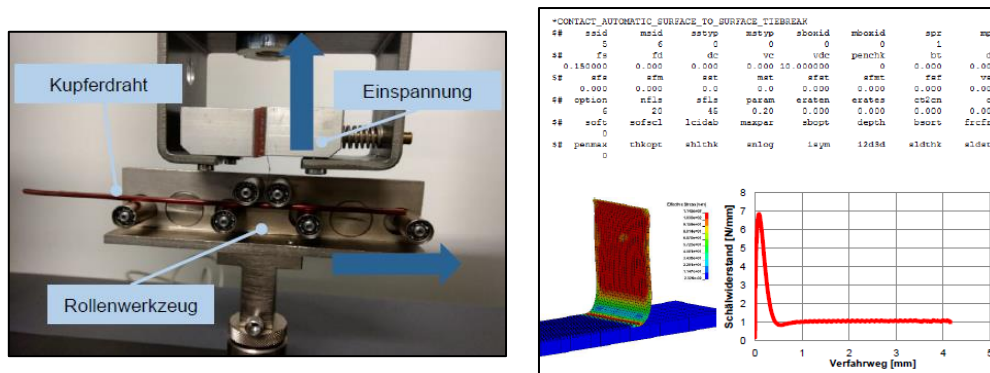 Kupferdraht
Einspannung
Rollenwerkzeug
*CONTACT_AUTOMATIC_SURFACE_TO_SURFACE_TIEBREAK
$# ssid msid sstyp mstyp sboxid mboxid spr
5 6 0 0 0 0 1
$# fs fd dc vc vdc penchk bt
0.150000 0.000 0.000 0.000 10.000000 0 0.000
$# sfs sfm sst mst sfst sfmt fsf
0.000 0.000 0.0 0.0 0.000 0.000 0.000
$# option nfls sfls param eraten erates ct2cn
6 20 45 0.20 0.000 0.000 0.000
$# soft sofscl lcidab maxpar sbopt depth bsort
0
$# penmax thkopt shlthk snlog isym i2d3d sldthk
0
Schälwiderstand [N/mm]
8
7
6
5
4
3
2
1
0
0 1 2 3 4 5
Verfahrweg [mm]